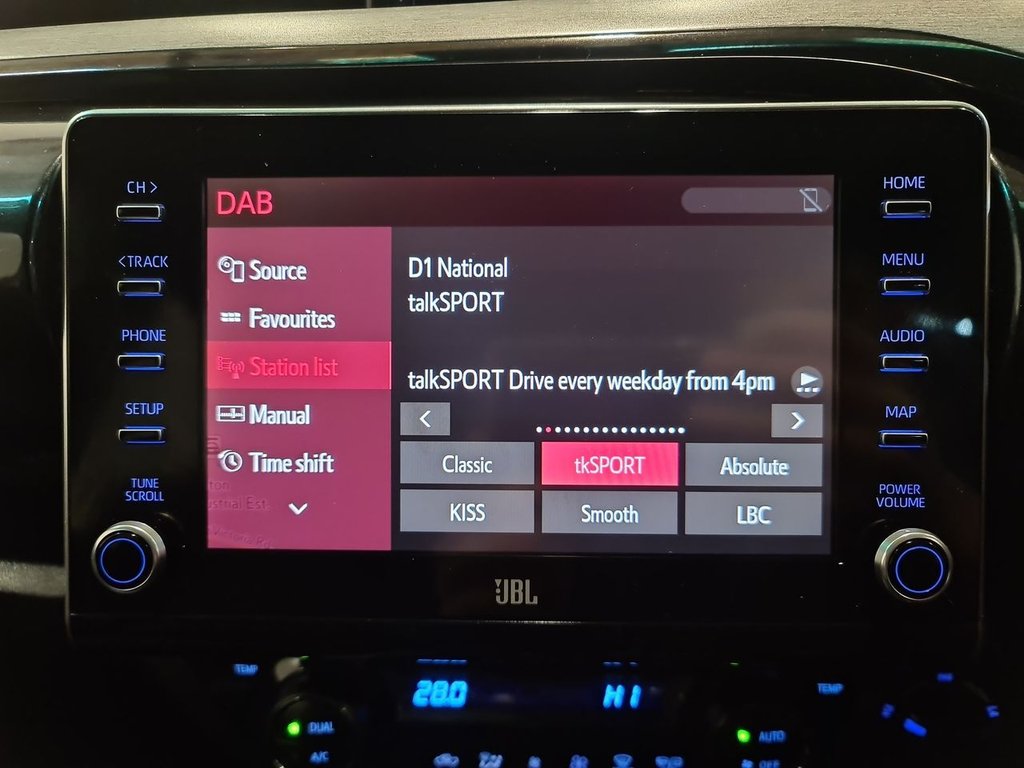 CH >
<TRACK
PHONE
SETUP
TUNE
SCROLL
DAB
Source
Favourites
Station list
Manual
Time shift
D1 National
talkSPORT
talkSPORT Drive every weekday from 4pm
<
>
Classic
tkSPORT
Absolute
KISS
Smooth
LBC
HOME
MENU
AUDIO
MAP
POWER
VOLUME
JBL
TEMP
28.0
HI
TEMP
DUAL
A/C
AUTO
OFF